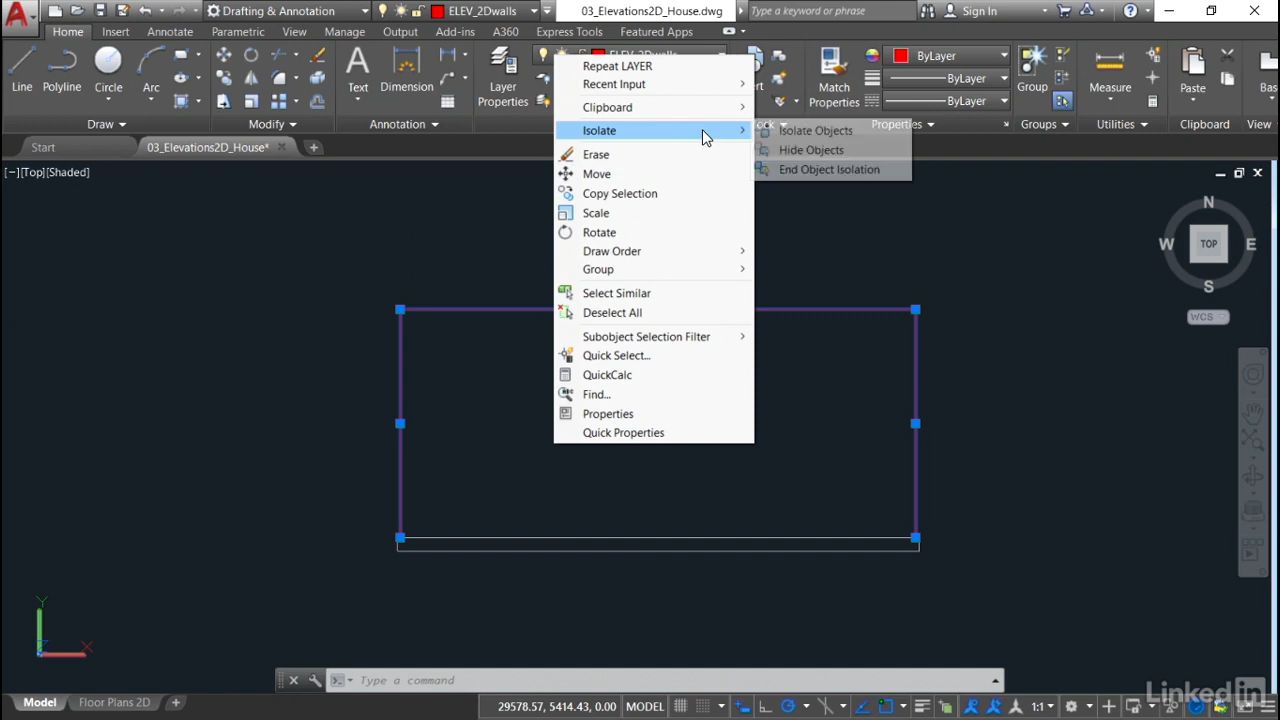 Drafting & Annotation
ELEV_2Dwalls
03_Elevations2D_House.dwg
Type a keyword or phrase
Sign In
Home
Insert
Annotate
Parametric
View
Manage
Output
Add-ins
A360
Express Tools
Featured Apps
Line
Polyline
Circle
Arc
Text
Dimension
Layer
Properties
ELEV_2Dwalls
Match
Properties
ByLayer
ByLayer
ByLayer
Group
Measure
Paste
Draw
Modify
Annotation
Properties
Groups
Utilities
Clipboard
Start
03_Elevations2D_House*
[−][Top][Shaded]
Repeat LAYER
Recent Input
Clipboard
Isolate
Erase
Move
Copy Selection
Scale
Rotate
Draw Order
Group
Select Similar
Deselect All
Subobject Selection Filter
Quick Select...
QuickCalc
Find...
Properties
Quick Properties
Isolate Objects
Hide Objects
End Object Isolation
N
W
TOP
E
S
WCS
Y
X
Type a command
Model
Floor Plans 2D
29578.57, 5414.43, 0.00
MODEL
1:1
LinkedIn